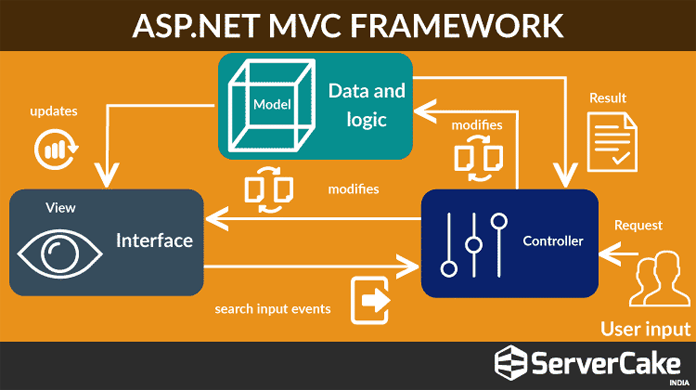 ASP.NET MVC FRAMEWORK
updates
Model
Data and
logic
modifies
Result
modifies
View
Interface
Controller
Request
search input events
User input
ServerCake
INDIA